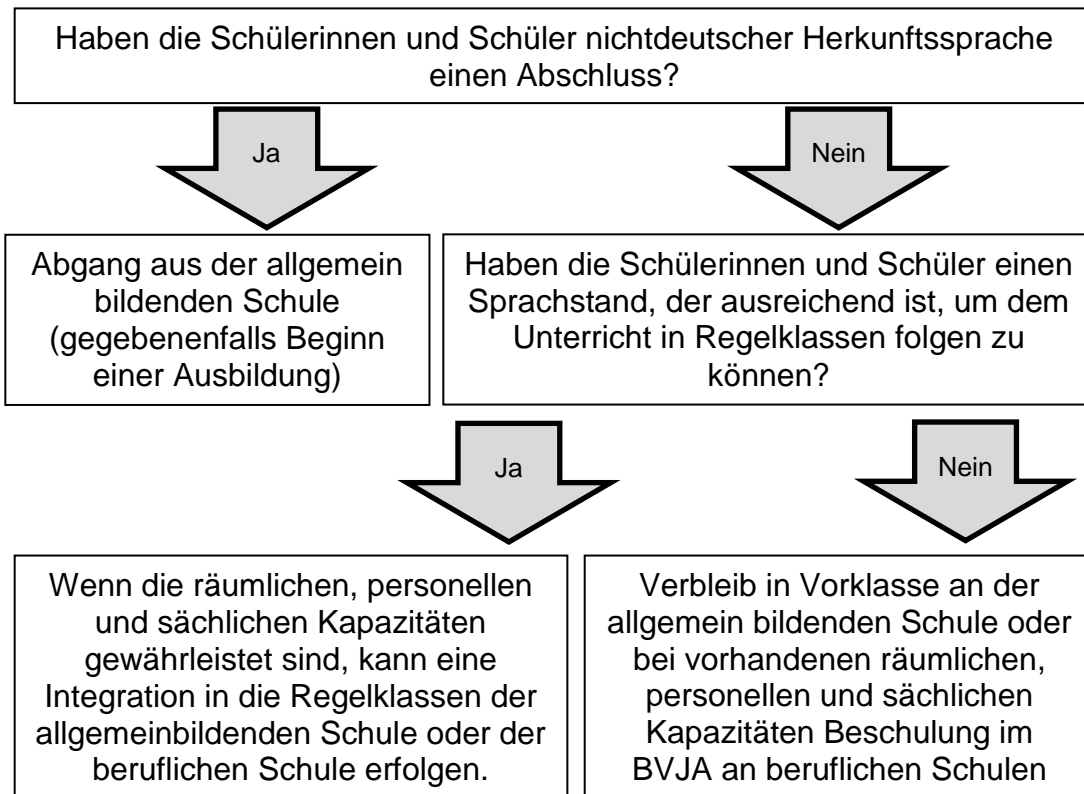 Haben die Schülerinnen und Schüler nichtdeutscher Herkunftssprache
einen Abschluss?
Ja
Nein
Abgang aus der allgemein
bildenden Schule
(gegebenenfalls Beginn
einer Ausbildung)
Haben die Schülerinnen und Schüler einen
Sprachstand, der ausreichend ist, um dem
Unterricht in Regelklassen folgen zu
können?
Ja
Nein
Wenn die räumlichen, personellen
und sächlichen Kapazitäten
gewährleistet sind, kann eine
Integration in die Regelklassen der
allgemeinbildenden Schule oder der
beruflichen Schule erfolgen.
Verbleib in Vorklasse an der
allgemein bildenden Schule oder
bei vorhandenen räumlichen,
personellen und sächlichen
Kapazitäten Beschulung im
BVJA an beruflichen Schulen